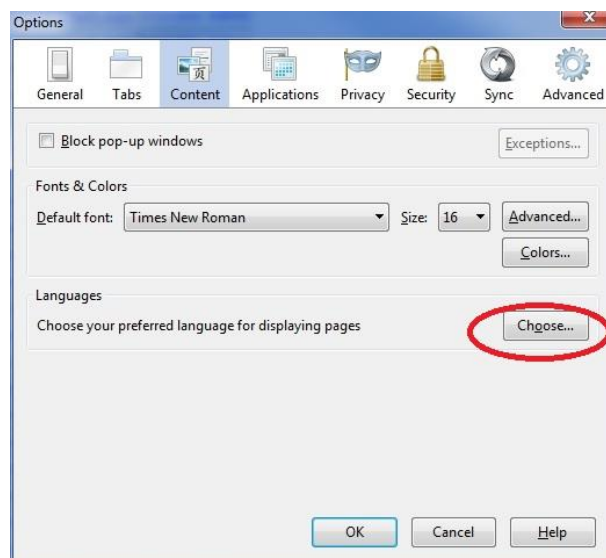 Options
General Tabs Content Applications Privacy Security Sync Advanced
Block pop-up windows Exceptions...
Fonts & Colors
Default font: Times New Roman Size: 16 Advanced...
Colors...
Languages
Choose your preferred language for displaying pages Choose...
OK Cancel Help